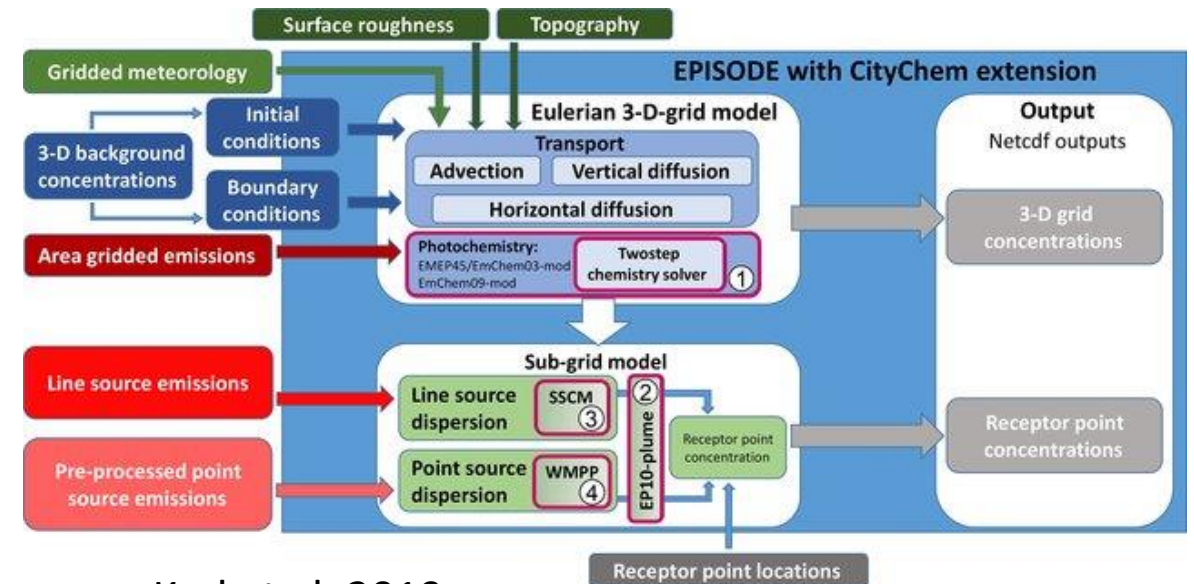 Surface roughness
Topography
Gridded meteorology
EPISODE with CityChem extension
Initial
conditions
3-D background
concentrations
Boundary
conditions
Eulerian 3-D-grid model
Transport
Advection
Vertical diffusion
Horizontal diffusion
Output
Netcdf outputs
3-D grid
concentrations
Area gridded emissions
Photochemistry:
EMEP45/EmChem03-mod
EmChem09-mod
Twostep
chemistry solver
1
Sub-grid model
Line source emissions
Line source
dispersion
SSCM
3
2
EP10-plume
Receptor point
concentration
Receptor point
concentrations
Pre-processed point
source emissions
Point source
dispersion
WMPP
4
Receptor point locations